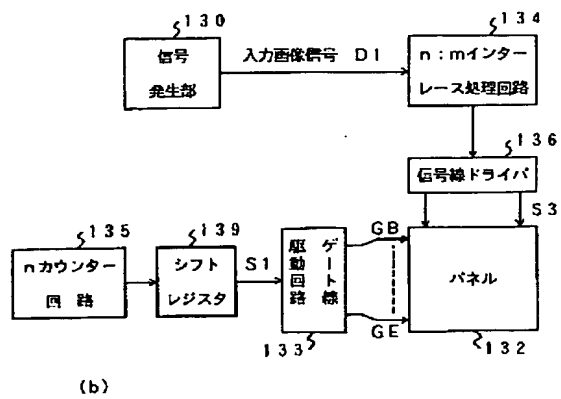 130
信号
発生部
入力画像信号 D1
134
n:mインター
レース処理回路
136
信号線ドライバ
S3
135
nカウンター
回路
139
シフト
レジスタ
S1
ゲート線
駆動回路
133
GB
GE
パネル
132
(b)